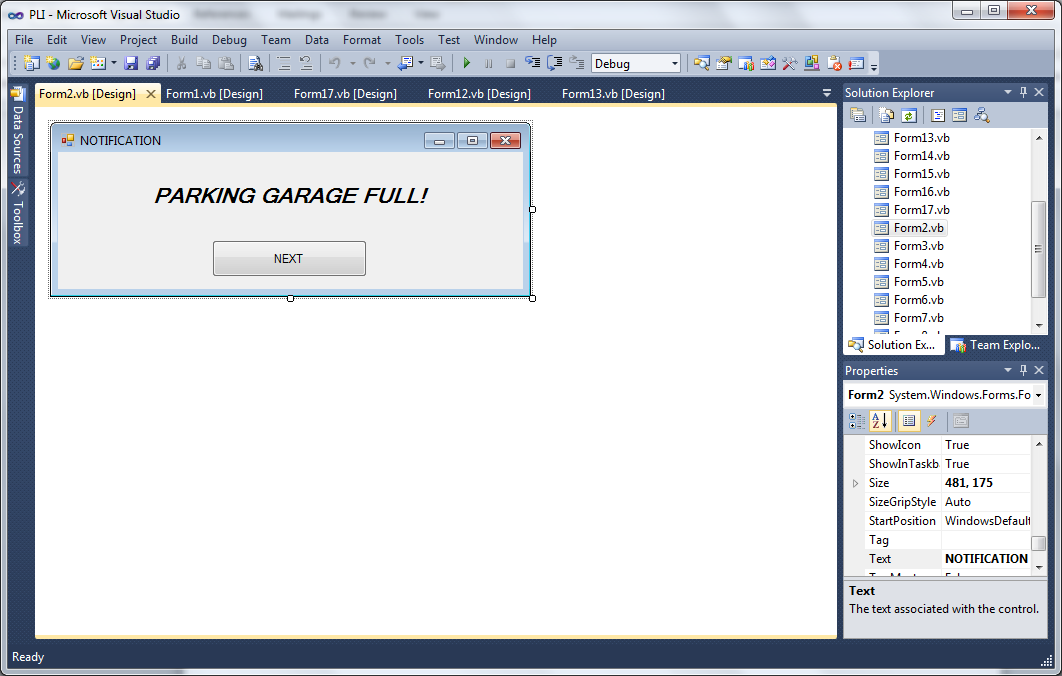 PLI - Microsoft Visual Studio
File Edit View Project Build Debug Team Data Format Tools Test Window Help
Debug
Data Sources
Toolbox
Form2.vb [Design] Form1.vb [Design] Form17.vb [Design] Form12.vb [Design] Form13.vb [Design]
NOTIFICATION
PARKING GARAGE FULL!
NEXT
Solution Explorer
Form13.vb
Form14.vb
Form15.vb
Form16.vb
Form17.vb
Form2.vb
Form3.vb
Form4.vb
Form5.vb
Form6.vb
Form7.vb
Solution Ex... Team Explo...
Properties
Form2 System.Windows.Forms.Fo
ShowIcon True
ShowInTaskb True
Size 481, 175
SizeGripStyle Auto
StartPosition WindowsDefault
Tag
Text NOTIFICATION
Text
The text associated with the control.
Ready